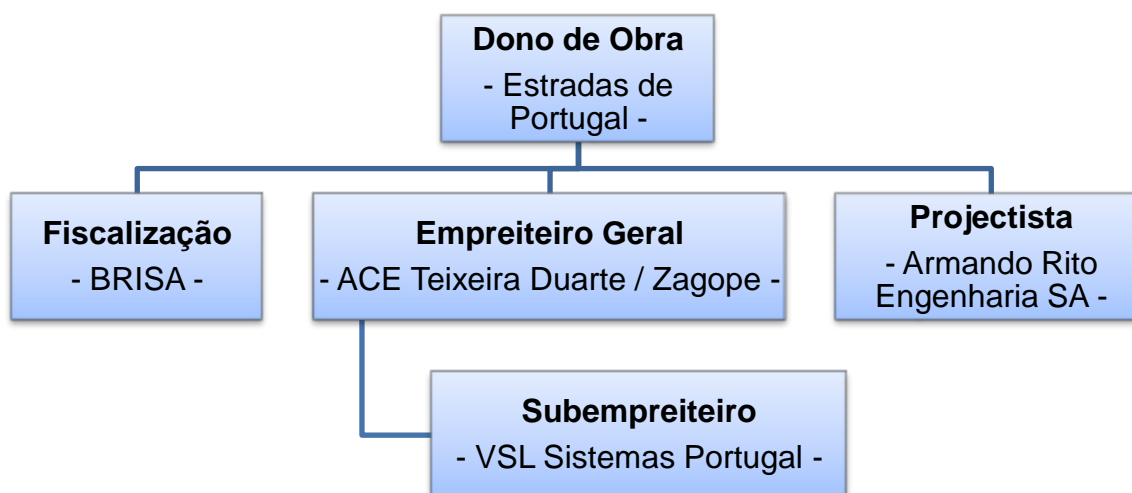 Dono de Obra
- Estradas de
Portugal -
Fiscalização
- BRISA -
Empreiteiro Geral
- ACE Teixeira Duarte / Zagope -
Projectista
- Armando Rito
Engenharia SA -
Subempreiteiro
- VSL Sistemas Portugal -